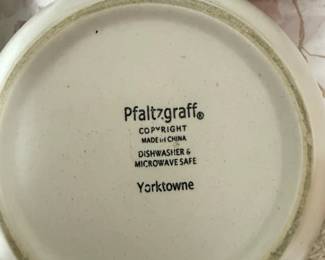 Pfaltzgraff®
COPYRIGHT
MADE IN CHINA
DISHWASHER &
MICROWAVE SAFE
Yorktowne